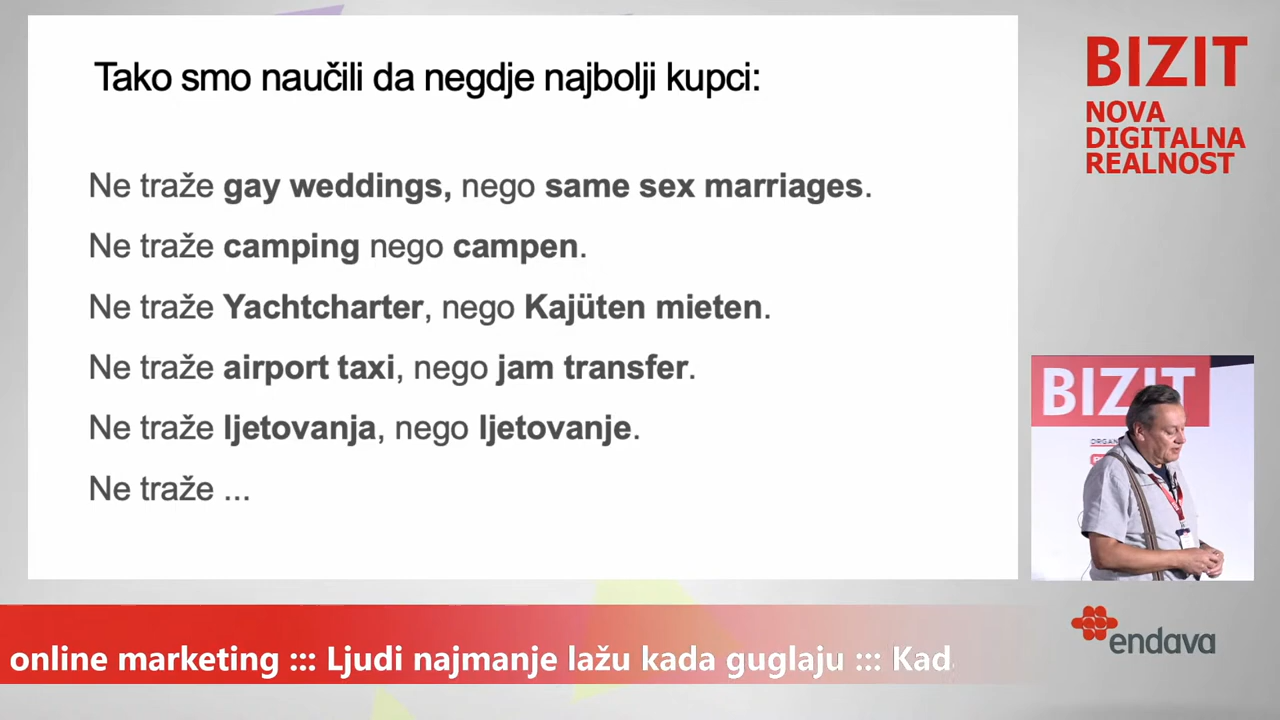 Tako smo naučili da negdje najbolji kupci:
Ne traže gay weddings, nego same sex marriages.
Ne traže camping nego campen.
Ne traže Yachtcharter, nego Kajüten mieten.
Ne traže airport taxi, nego jam transfer.
Ne traže ljetovanja, nego ljetovanje.
Ne traže ...
BIZIT
NOVA
DIGITALNA
REALNOST
BIZIT
ORGAN
endava
online marketing ::: Ljudi najmanje lažu kada guglaju ::: Kad